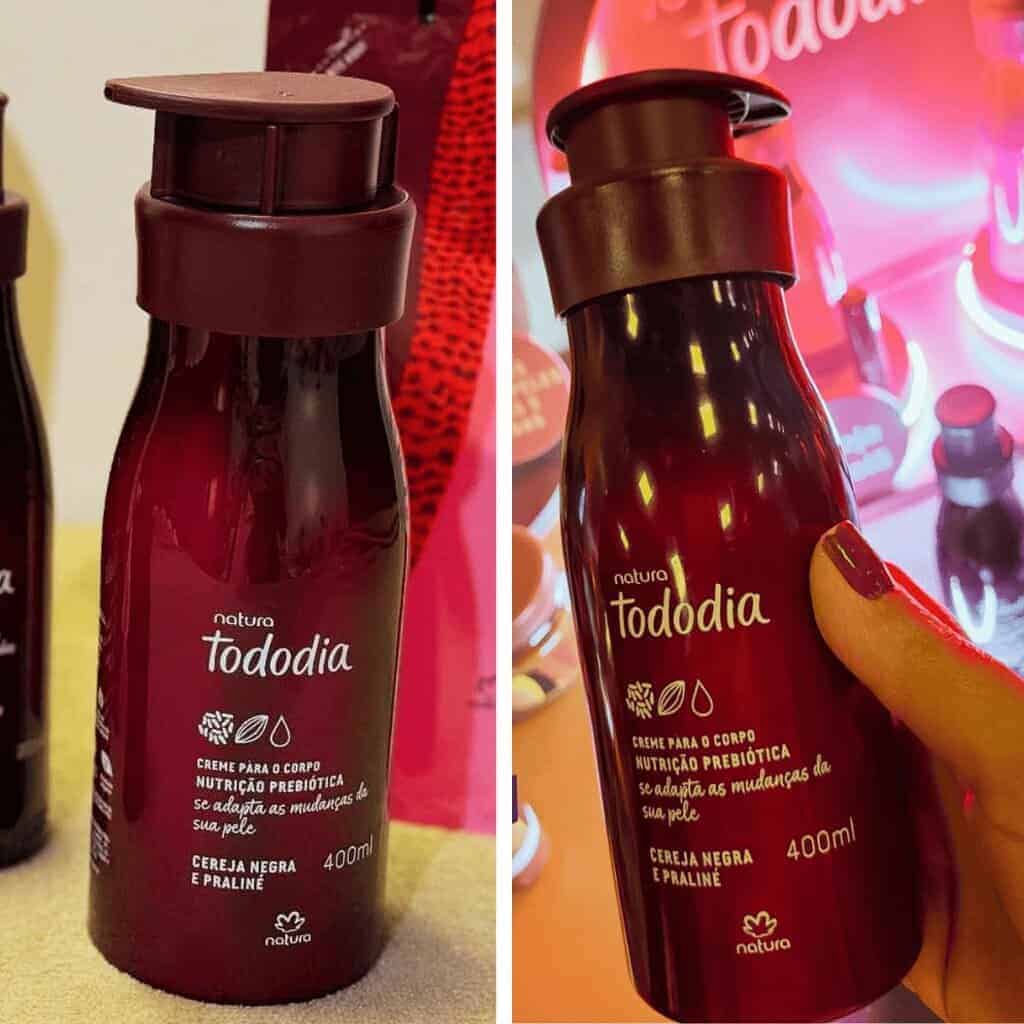 natura
Tododia
CREME PARA O CORPO
NUTRIÇÃO PREBIÓTICA
se adapta as mudanças da
sua pele
400ml
CEREJA NEGRA
E PRALINÉ
natura
Tododia
natura
Tododia
CREME PARA O CORPO
NUTRIÇÃO PREBIÓTICA
se adapta as mudanças da
sua pele
400ml
CEREJA NEGRA
E PRALINÉ
natura